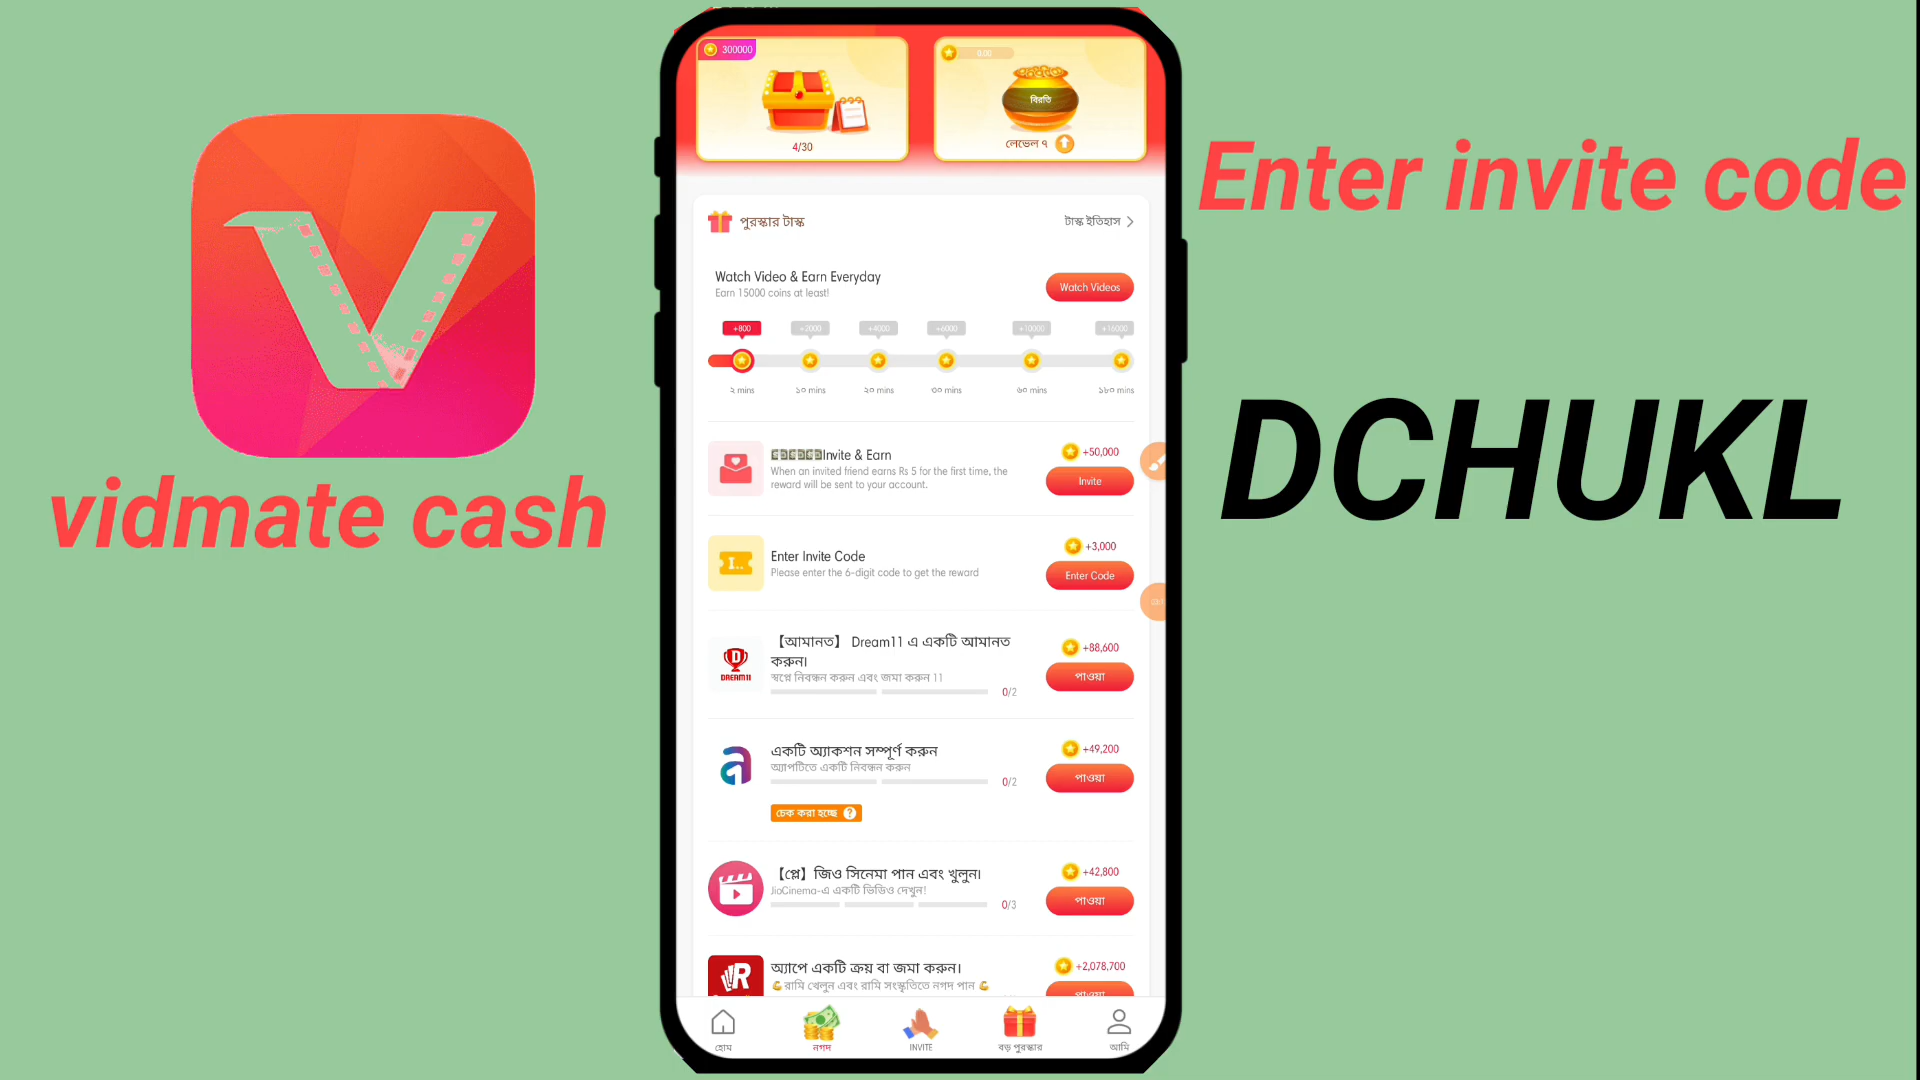 300000
0.00
বিরতি
4/30
লেভেল ৭
পুরস্কার টাস্ক
টাস্ক ইতিহাস
Watch Video & Earn Everyday
Earn 15000 coins at least!
Watch Videos
+800 +2000 +4000 +6000 +10000 +16000
২ mins ১০ mins ২০ mins ৩০ mins ৬০ mins ১৮০ mins
💵💵💵💵💵Invite & Earn
When an invited friend earns Rs 5 for the first time, the
reward will be sent to your account.
+50,000
Invite
I..
Enter Invite Code
Please enter the 6-digit code to get the reward
+3,000
Enter Code
D
DREAM11
【আমানত】 Dream11 এ একটি আমানত
করুন।
স্বপ্নে নিবন্ধন করুন এবং জমা করুন 11
0/2
+88,600
পাওয়া
a
একটি অ্যাকশন সম্পূর্ণ করুন
অ্যাপটিতে একটি নিবন্ধন করুন
0/2
চেক করা হচ্ছে ?
+49,200
পাওয়া
【প্লে】জিও সিনেমা পান এবং খুলুন।
JioCinema-এ একটি ভিডিও দেখুন!
0/3
+42,800
পাওয়া
R
অ্যাপে একটি ক্রয় বা জমা করুন।
💪রামি খেলুন এবং রামি সংস্কৃতিতে নগদ পান 💪
+2,078,700
পাওয়া
হোম
নগদ
INVITE
বড় পুরস্কার
আমি
V
vidmate cash
Enter invite code
DCHUKL